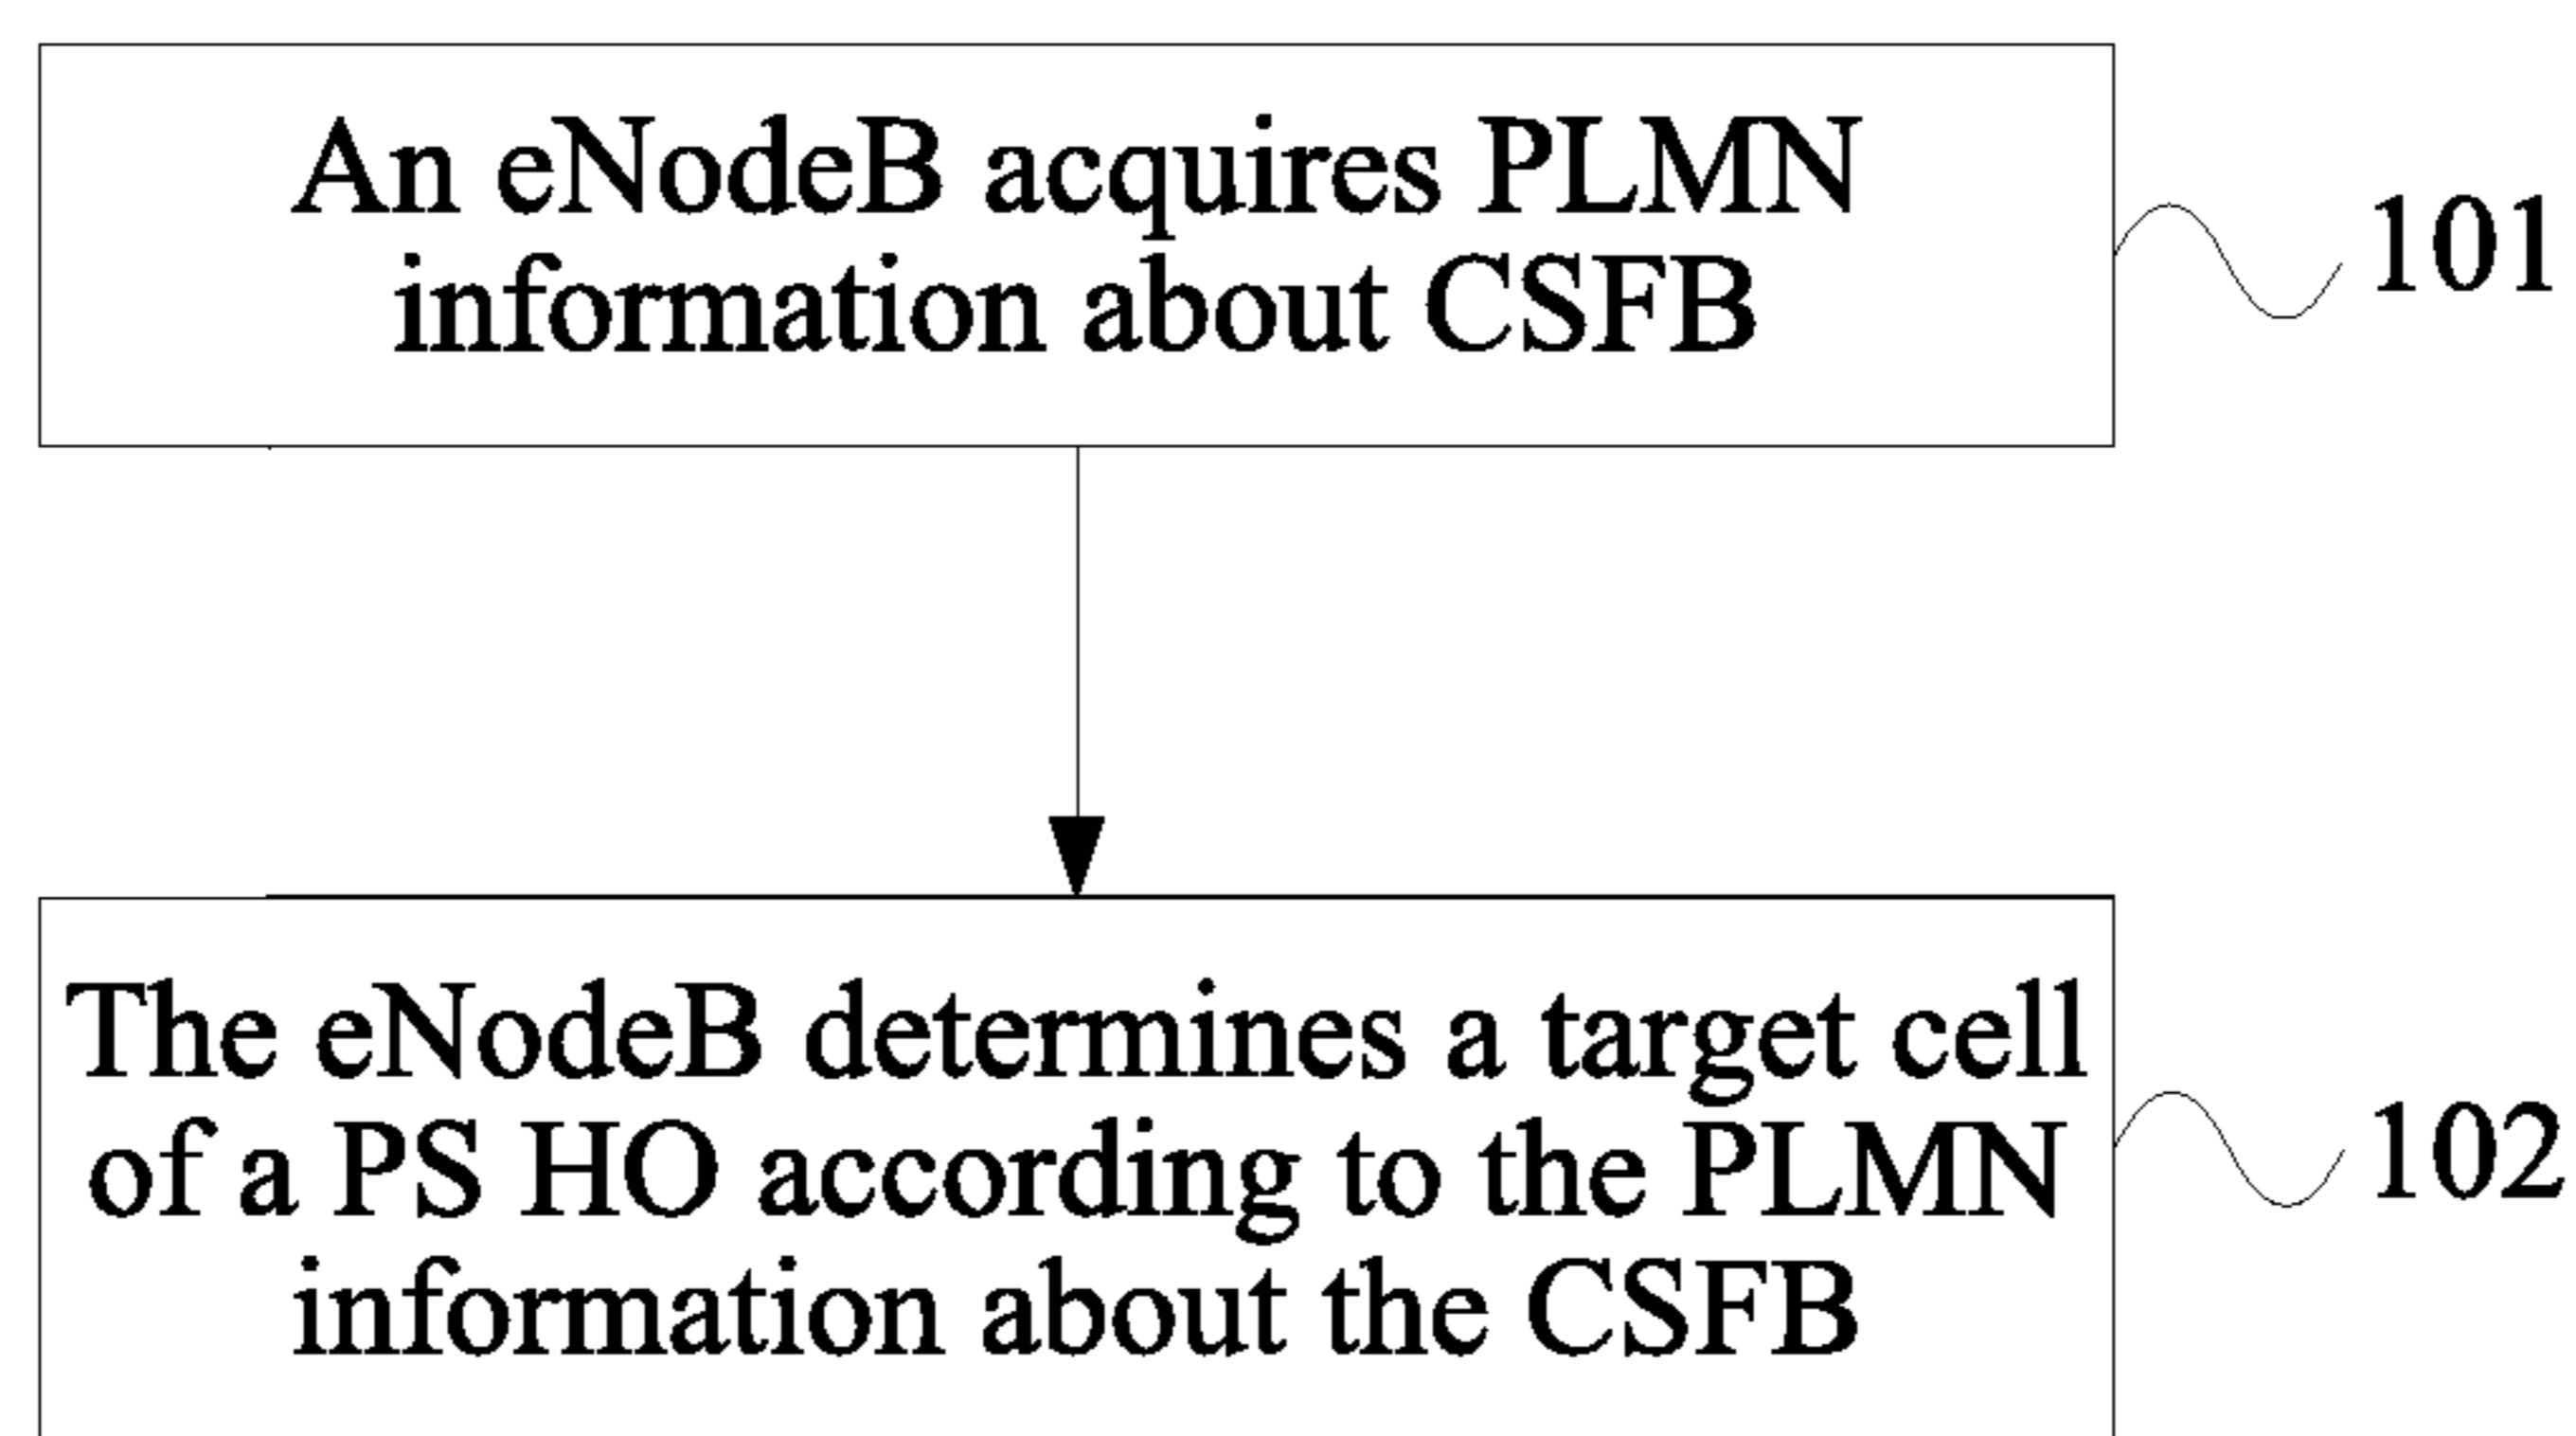 An eNodeB acquires PLMN
information about CSFB
101
The eNodeB determines a target cell
of a PS HO according to the PLMN
information about the CSFB
102